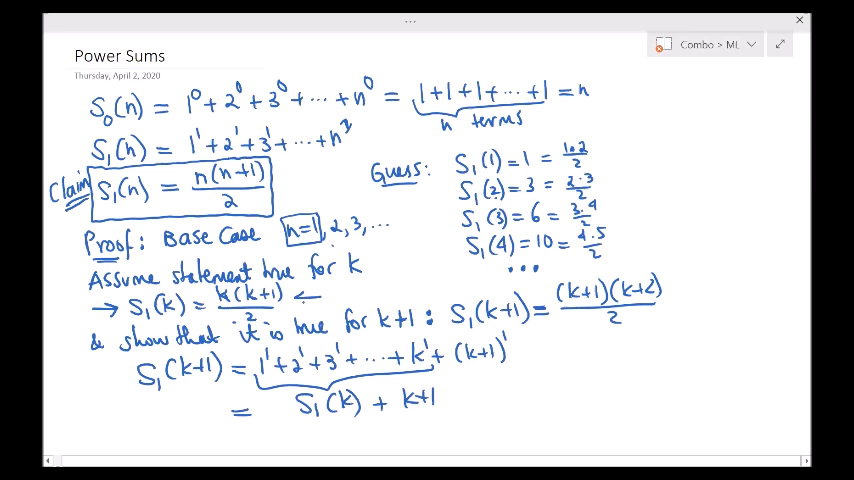 Power Sums
Thursday, April 2, 2020
Combo > ML
S₀(n) = 1⁰ + 2⁰ + 3⁰ + ⋯ + n⁰ = 1+1+1+⋯+1 = n
n terms
S₁(n) = 1¹ + 2¹ + 3¹ + ⋯ + n¹
Claim S₁(n) = n(n+1)/2
Guess: S₁(1) = 1 = 1·2/2
S₁(2) = 3 = 2·3/2
S₁(3) = 6 = 3·4/2
S₁(4) = 10 = 4·5/2
⋯
Proof: Base Case n=1, 2, 3, ⋯
Assume statement true for k
→ S₁(k) = k(k+1)/2 ←
& show that it is true for k+1 : S₁(k+1) = (k+1)(k+2)/2
S₁(k+1) = 1¹ + 2¹ + 3¹ + ⋯ + k¹ + (k+1)¹
= S₁(k) + k+1